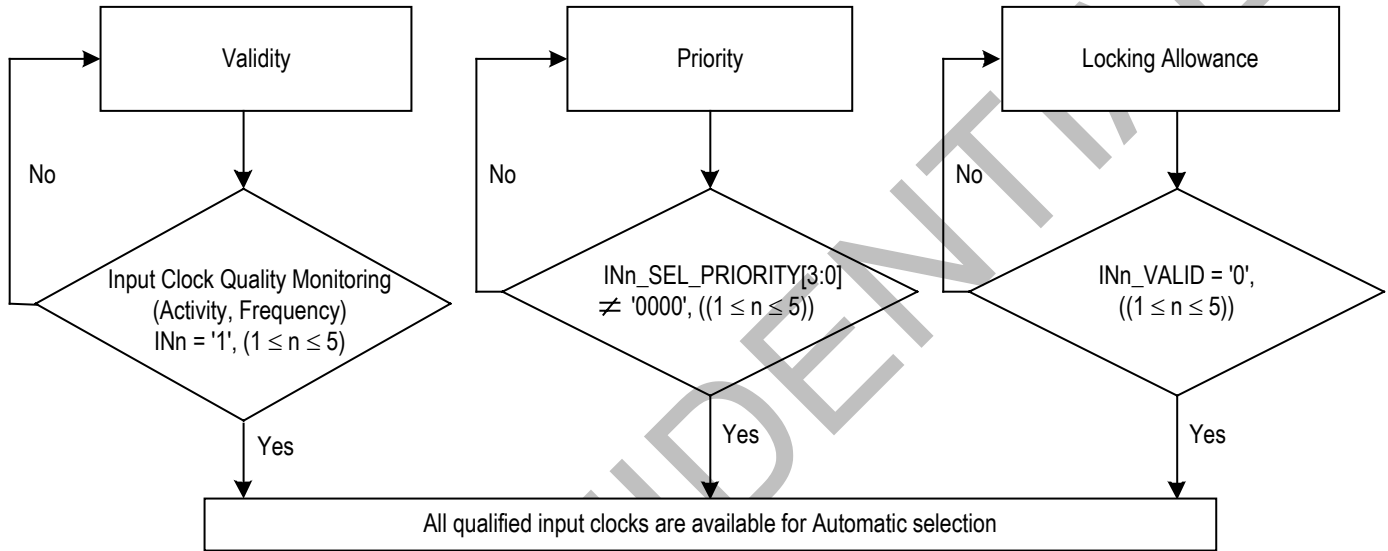 Validity
Priority
Locking Allowance
No
No
No
Input Clock Quality Monitoring
(Activity, Frequency)
INn = '1', (1 ≤ n ≤ 5)
INn_SEL_PRIORITY[3:0]
≠ '0000', ((1 ≤ n ≤ 5))
INn_VALID = '0',
((1 ≤ n ≤ 5))
Yes
Yes
Yes
All qualified input clocks are available for Automatic selection